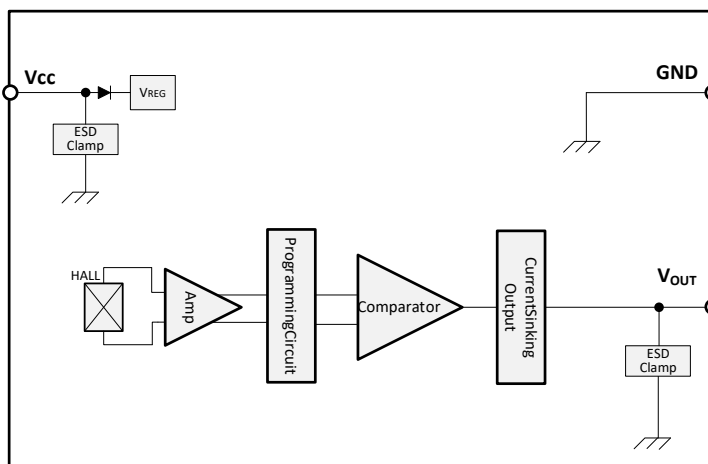 Vcc
GND
VREG
ESD
Clamp
HALL
Amp
ProgrammingCircuit
Comparator
CurrentSinking
Output
VOUT
ESD
Clamp